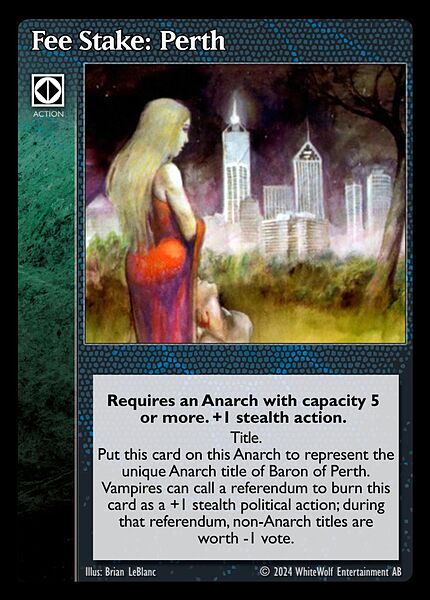 Fee Stake: Perth
ACTION
Requires an Anarch with capacity 5
or more. +1 stealth action.
Title.
Put this card on this Anarch to represent the
unique Anarch title of Baron of Perth.
Vampires can call a referendum to burn this
card as a +1 stealth political action; during
that referendum, non-Anarch titles are
worth -1 vote.
Illus: Brian LeBlanc
© 2024 WhiteWolf Entertainment AB